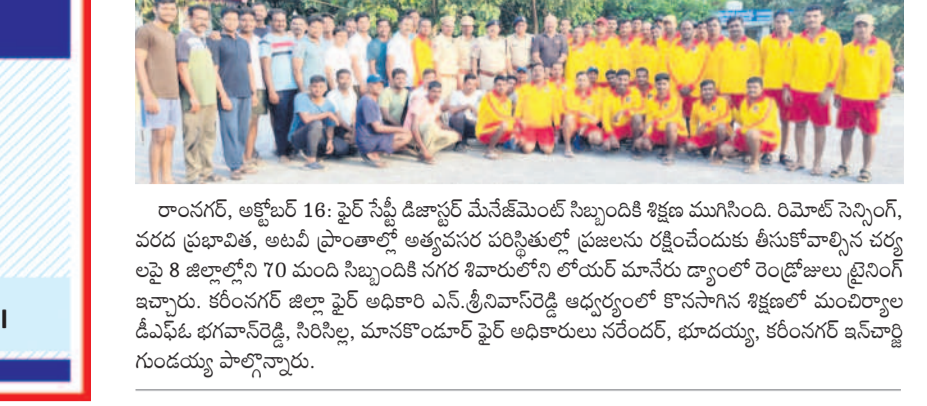 రాంనగర్, అక్టోబర్ 16: ఫైర్ సేఫ్టీ డిజాస్టర్ మేనేజ్‌మెంట్ సిబ్బందికి శిక్షణ ముగిసింది. రిమోట్ సెన్సింగ్,
వరద ప్రభావిత, అటవీ ప్రాంతాల్లో అత్యవసర పరిస్థితుల్లో ప్రజలను రక్షించేందుకు తీసుకోవాల్సిన చర్య
లపై 8 జిల్లాల్లోని 70 మంది సిబ్బందికి నగర శివారులోని లోయర్ మానేరు డ్యాంలో రెండ్రోజులు ట్రైనింగ్
ఇచ్చారు. కరీంనగర్ జిల్లా ఫైర్ అధికారి ఎన్.శ్రీనివాస్‌రెడ్డి ఆధ్వర్యంలో కొనసాగిన శిక్షణలో మంచిర్యాల
డీఎఫ్‌ఓ భగవాన్‌రెడ్డి, సిరిసిల్ల, మానకొండూర్ ఫైర్ అధికారులు నరేందర్, భూదయ్య, కరీంనగర్ ఇన్‌చార్జి
గుండయ్య పాల్గొన్నారు.